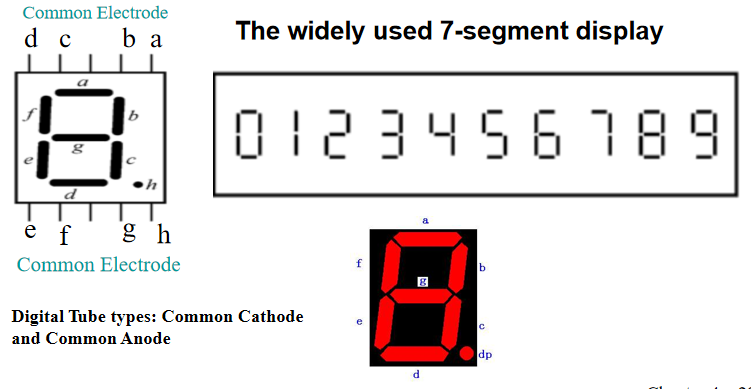 Common Electrode
d c b a
The widely used 7-segment display
a
f
b
g
e
c
h
d
0 1 2 3 4 5 6 7 8 9
e f g h
Common Electrode
a
f
b
g
e
c
dp
d
Digital Tube types: Common Cathode
and Common Anode